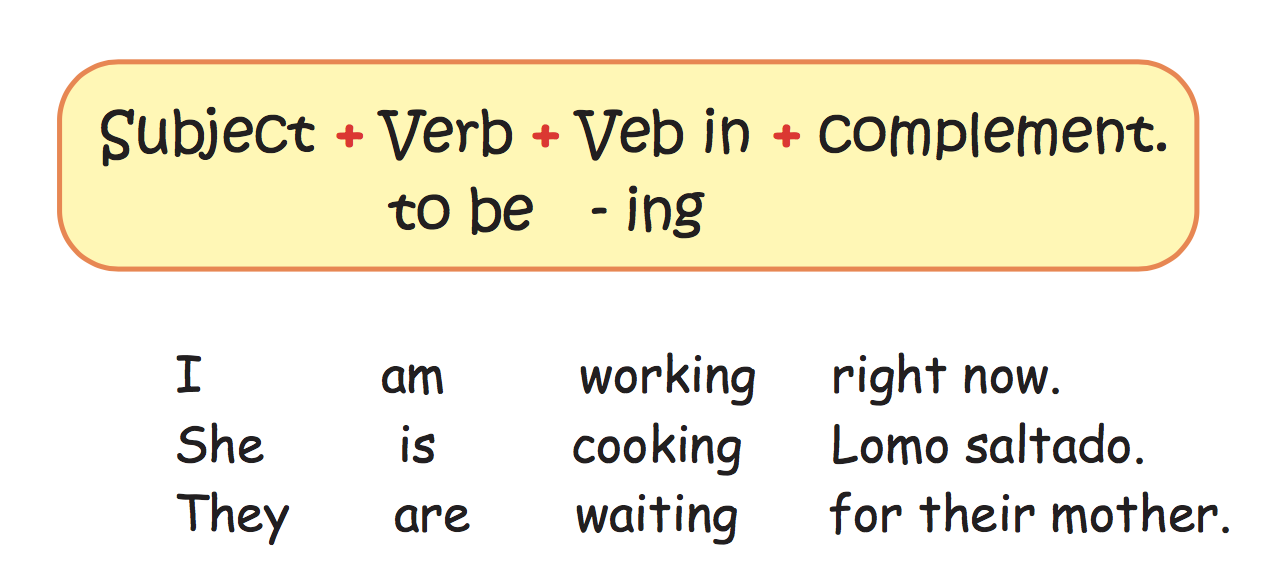 Subject + Verb + Veb in + complement.
to be - ing
I am working right now.
She is cooking Lomo saltado.
They are waiting for their mother.